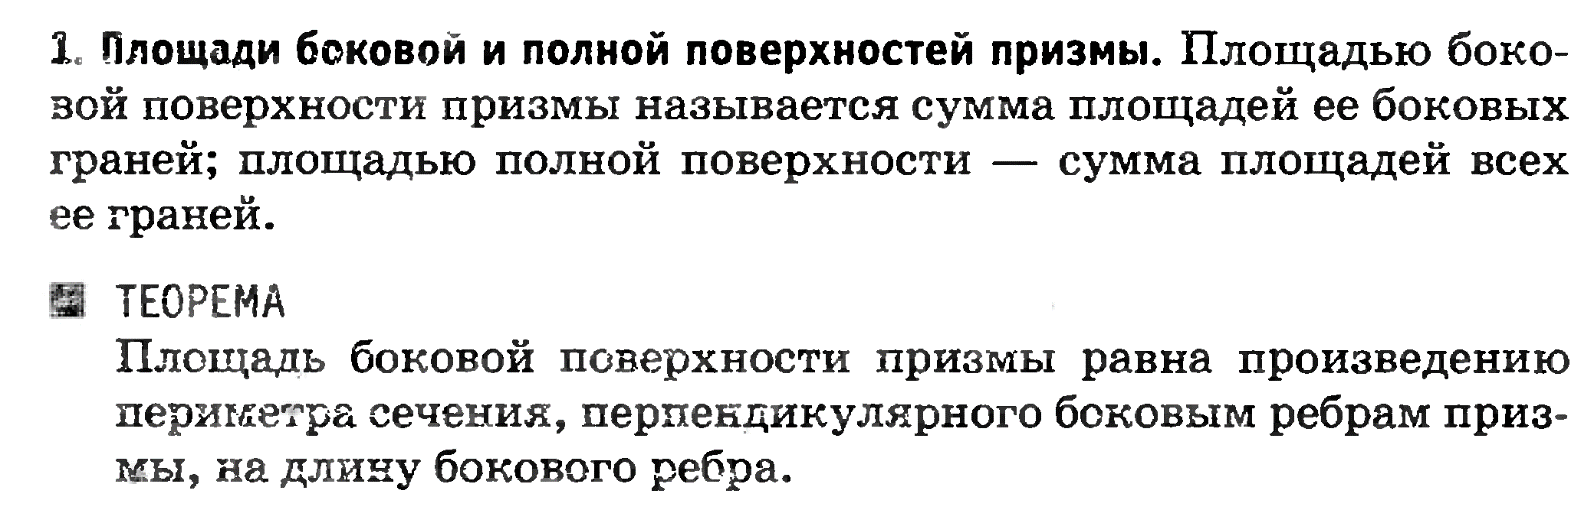 1. Площади боковой и полной поверхностей призмы. Площадью боко-
вой поверхности призмы называется сумма площадей ее боковых
граней; площадью полной поверхности — сумма площадей всех
ее граней.
ТЕОРЕМА
Площадь боковой поверхности призмы равна произведению
периметра сечения, перпендикулярного боковым ребрам приз-
мы, на длину бокового ребра.